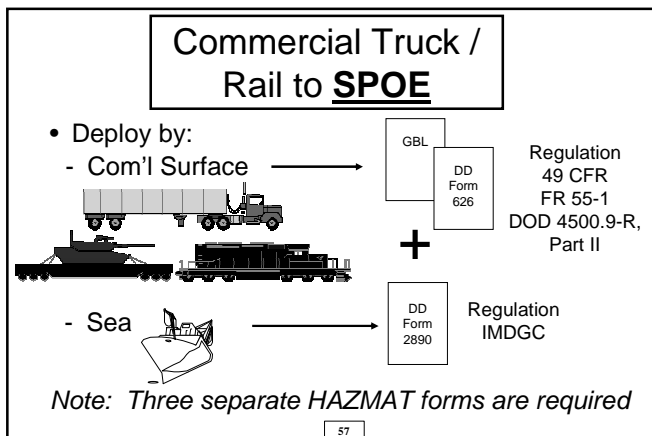 Commercial Truck /
Rail to SPOE
• Deploy by:
- Com'l Surface
GBL
DD
Form
626
Regulation
49 CFR
FR 55-1
DOD 4500.9-R,
Part II
+
- Sea
DD
Form
2890
Regulation
IMDGC
Note: Three separate HAZMAT forms are required
57